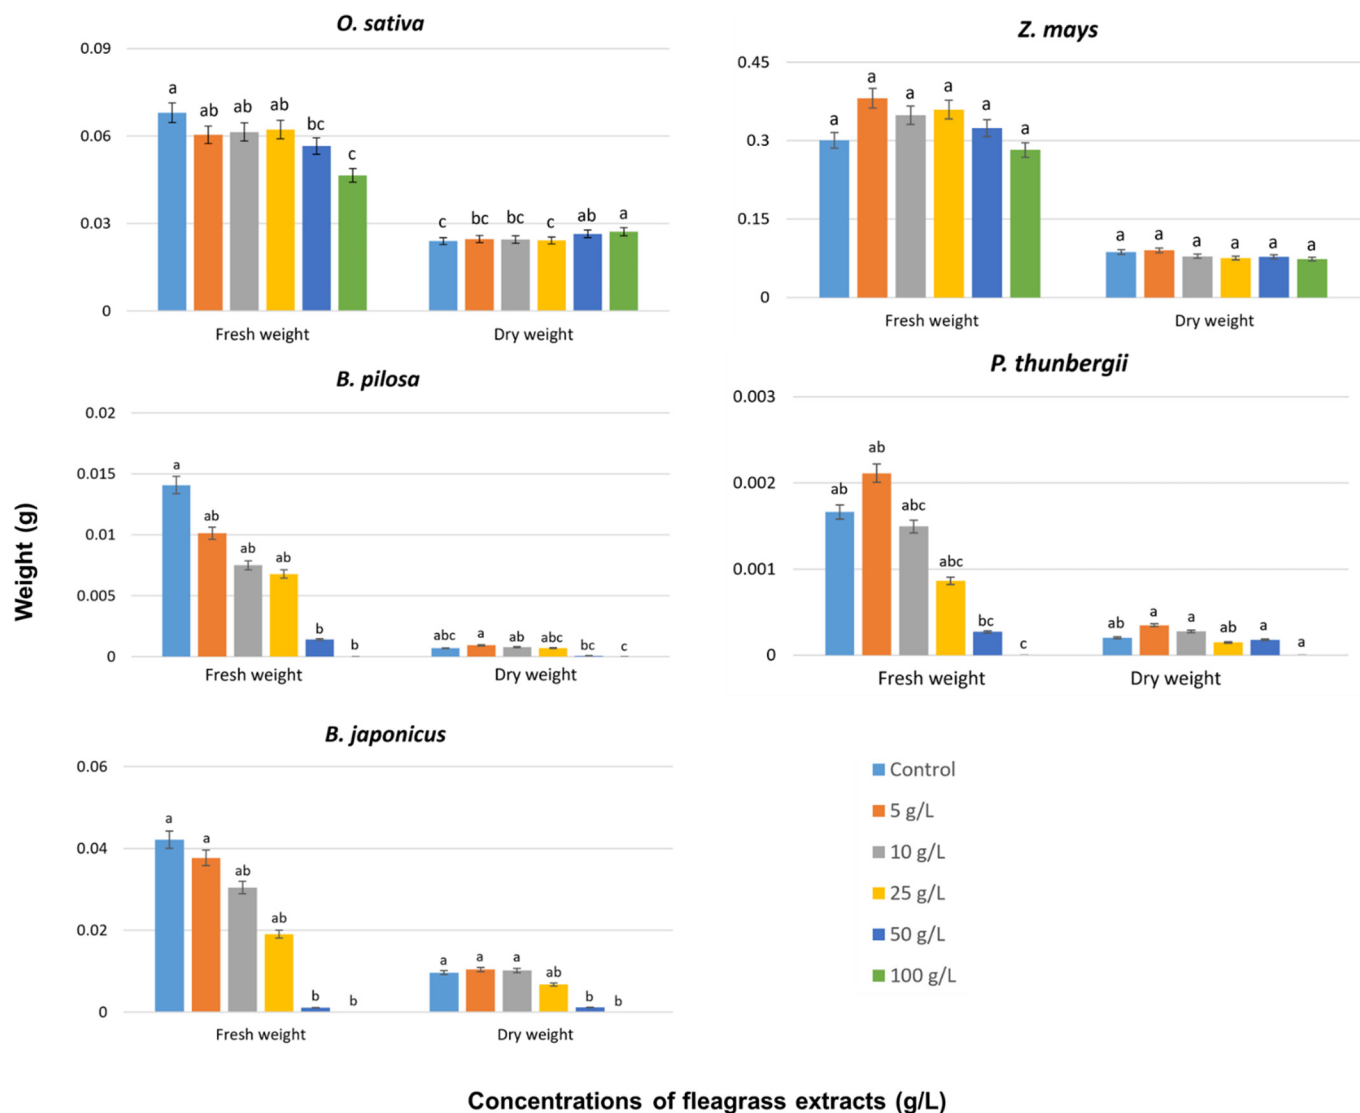 O. sativa
0.09
0.06
0.03
0
a
ab
ab
ab
bc
c
c
bc
bc
c
ab
a
Fresh weight
Dry weight
Z. mays
0.45
0.3
0.15
0
a
a
a
a
a
a
a
a
a
a
a
a
Fresh weight
Dry weight
B. pilosa
0.02
0.015
0.01
0.005
0
a
ab
ab
ab
b
b
abc
a
ab
abc
bc
c
Fresh weight
Dry weight
P. thunbergii
0.003
0.002
0.001
0
ab
ab
abc
abc
bc
c
ab
a
a
ab
a
a
Fresh weight
Dry weight
B. japonicus
0.06
0.04
0.02
0
a
a
ab
ab
b
b
a
a
a
ab
b
b
Fresh weight
Dry weight
Control
5 g/L
10 g/L
25 g/L
50 g/L
100 g/L
Weight (g)
Concentrations of fleagrass extracts (g/L)